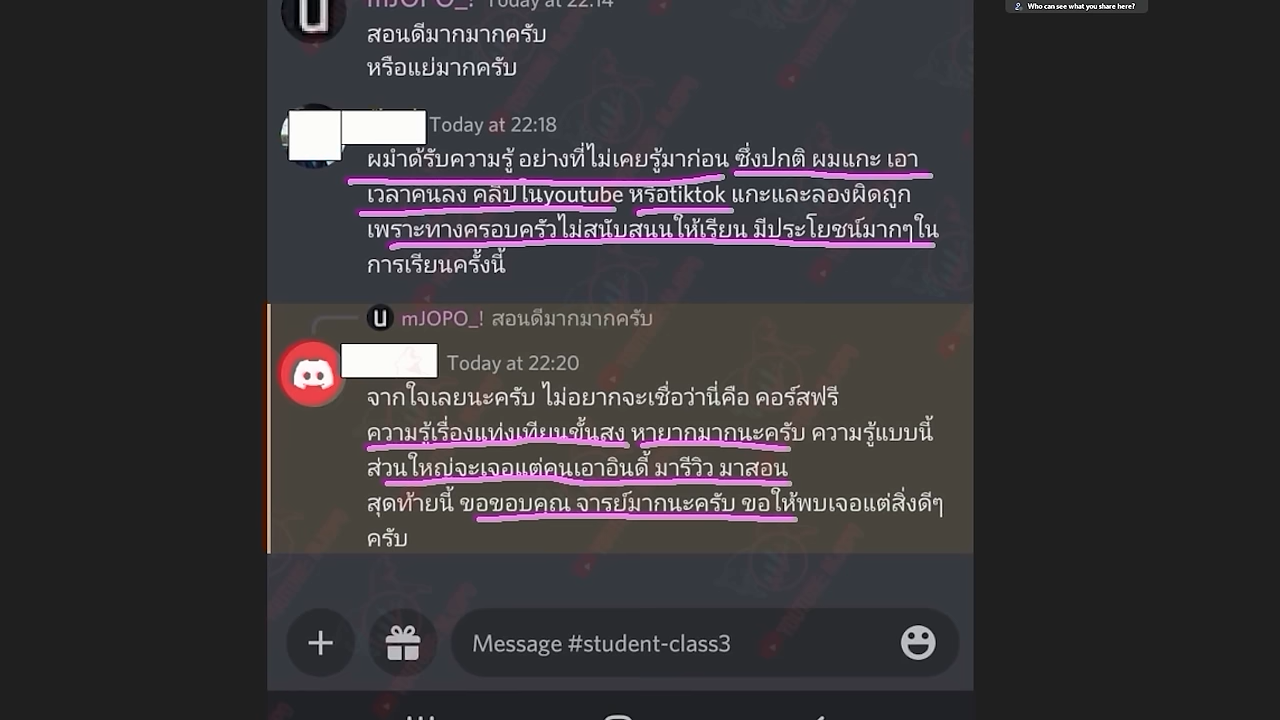 Who can see what you share here?
mJOPO_! Today at 22:14
สอนดีมากมากครับ
หรือแย่มากครับ
Today at 22:18
ผมำด้รับความรู้ อย่างที่ไม่เคยรู้มาก่อน ซึ่งปกติ ผมแกะ เอา
เวลาคนลง คลิปในyoutube หรือtiktok แกะและลองผิดถูก
เพราะทางครอบครัวไม่สนับสนนให้เรียน มีประโยชน์มากๆใน
การเรียนครั้งนี้
mJOPO_! สอนดีมากมากครับ
Today at 22:20
จากใจเลยนะครับ ไม่อยากจะเชื่อว่านี่คือ คอร์สฟรี
ความรู้เรื่องแท่งเทียนขั้นสูง หายากมากนะครับ ความรู้แบบนี้
ส่วนใหญ่จะเจอแต่คนเอาอินดี้ มารีวิว มาสอน
สุดท้ายนี้ ขอขอบคุณ จารย์มากนะครับ ขอให้พบเจอแต่สิ่งดีๆ
ครับ
Message #student-class3